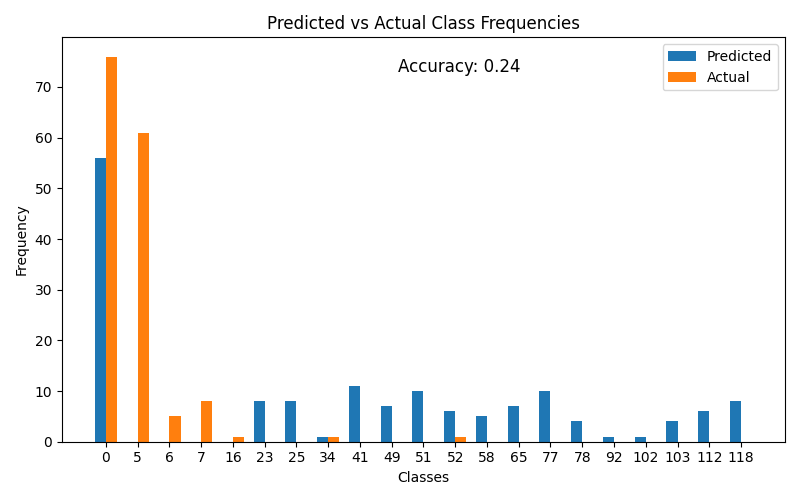 Predicted vs Actual Class Frequencies
Accuracy: 0.24
Predicted
Actual
Frequency
70
60
50
40
30
20
10
0
0 5 6 7 16 23 25 34 41 49 51 52 58 65 77 78 92 102 103 112 118
Classes